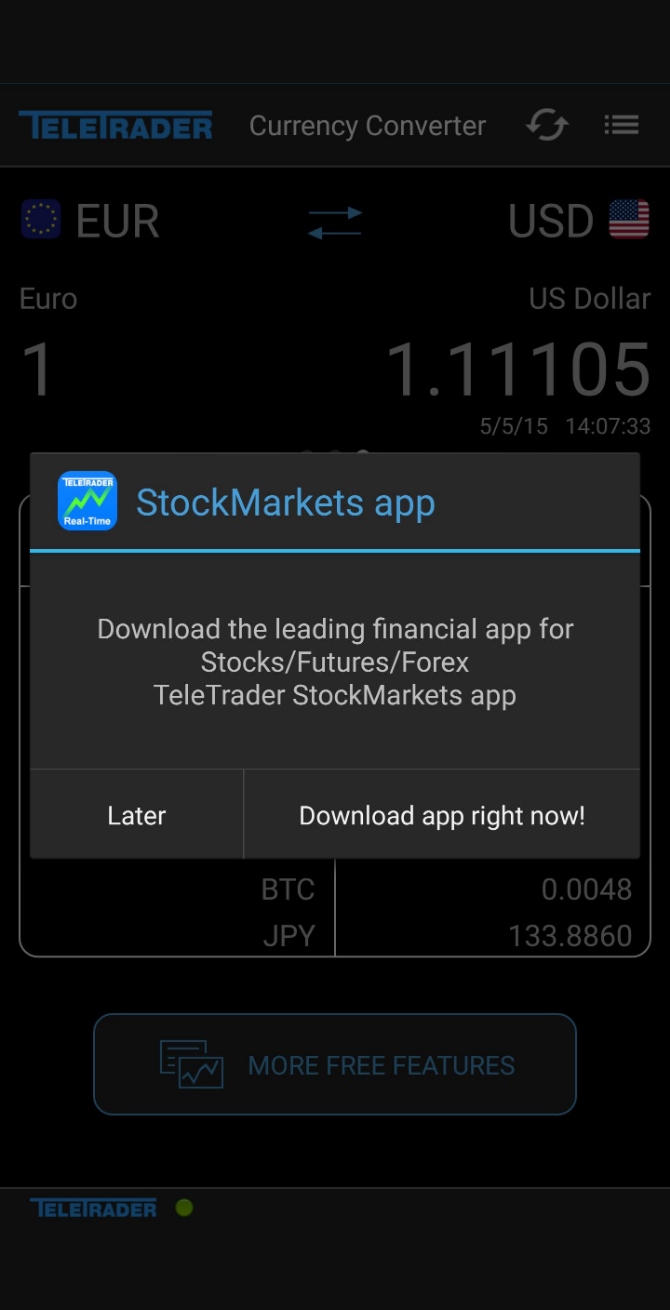 TELETRADER Currency Converter
EUR USD
Euro US Dollar
1 1.11105
5/5/15 14:07:33
TELETRADER
Real-Time
StockMarkets app
Download the leading financial app for
Stocks/Futures/Forex
TeleTrader StockMarkets app
Later Download app right now!
BTC 0.0048
JPY 133.8860
MORE FREE FEATURES
TELETRADER